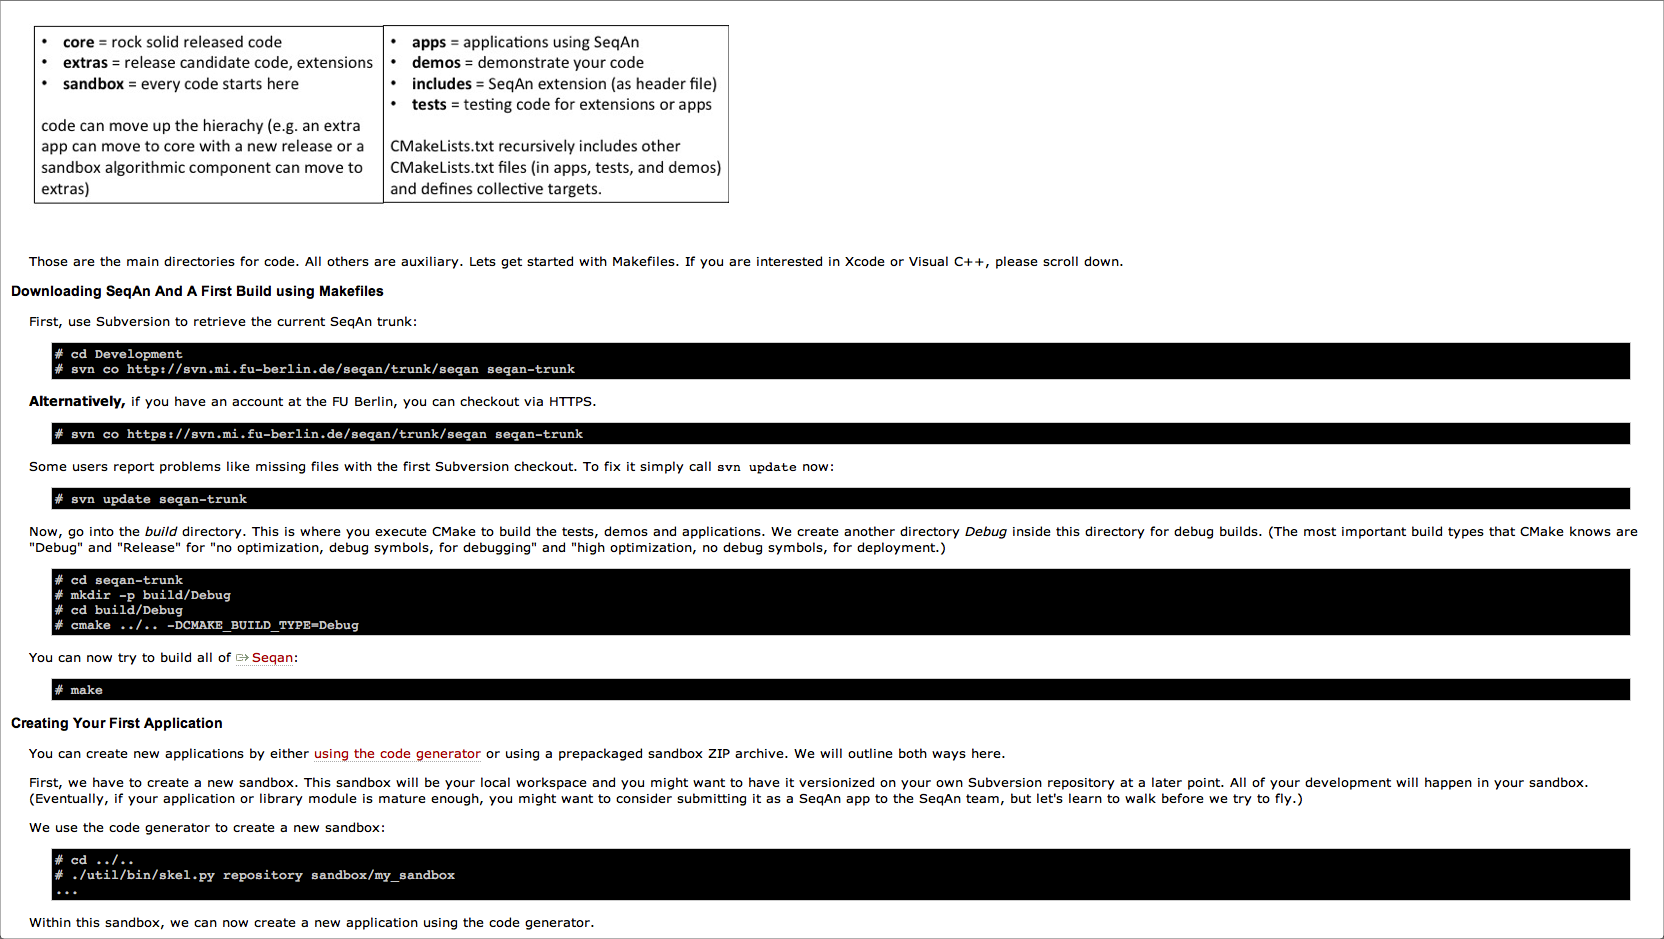 • core = rock solid released code
• extras = release candidate code, extensions
• sandbox = every code starts here
code can move up the hierachy (e.g. an extra
app can move to core with a new release or a
sandbox algorithmic component can move to
extras)
• apps = applications using SeqAn
• demos = demonstrate your code
• includes = SeqAn extension (as header file)
• tests = testing code for extensions or apps
CMakeLists.txt recursively includes other
CMakeLists.txt files (in apps, tests, and demos)
and defines collective targets.
Those are the main directories for code. All others are auxiliary. Lets get started with Makefiles. If you are interested in Xcode or Visual C++, please scroll down.
Downloading SeqAn And A First Build using Makefiles
First, use Subversion to retrieve the current SeqAn trunk:
# cd Development
# svn co http://svn.mi.fu-berlin.de/seqan/trunk/seqan seqan-trunk
Alternatively, if you have an account at the FU Berlin, you can checkout via HTTPS.
# svn co https://svn.mi.fu-berlin.de/seqan/trunk/seqan seqan-trunk
Some users report problems like missing files with the first Subversion checkout. To fix it simply call svn update now:
# svn update seqan-trunk
Now, go into the build directory. This is where you execute CMake to build the tests, demos and applications. We create another directory Debug inside this directory for debug builds. (The most important build types that CMake knows are
"Debug" and "Release" for "no optimization, debug symbols, for debugging" and "high optimization, no debug symbols, for deployment.)
# cd seqan-trunk
# mkdir -p build/Debug
# cd build/Debug
# cmake ../.. -DCMAKE_BUILD_TYPE=Debug
You can now try to build all of Seqan:
# make
Creating Your First Application
You can create new applications by either using the code generator or using a prepackaged sandbox ZIP archive. We will outline both ways here.
First, we have to create a new sandbox. This sandbox will be your local workspace and you might want to have it versionized on your own Subversion repository at a later point. All of your development will happen in your sandbox.
(Eventually, if your application or library module is mature enough, you might want to consider submitting it as a SeqAn app to the SeqAn team, but let's learn to walk before we try to fly.)
We use the code generator to create a new sandbox:
# cd ../..
# ./util/bin/skel.py repository sandbox/my_sandbox
...
Within this sandbox, we can now create a new application using the code generator.